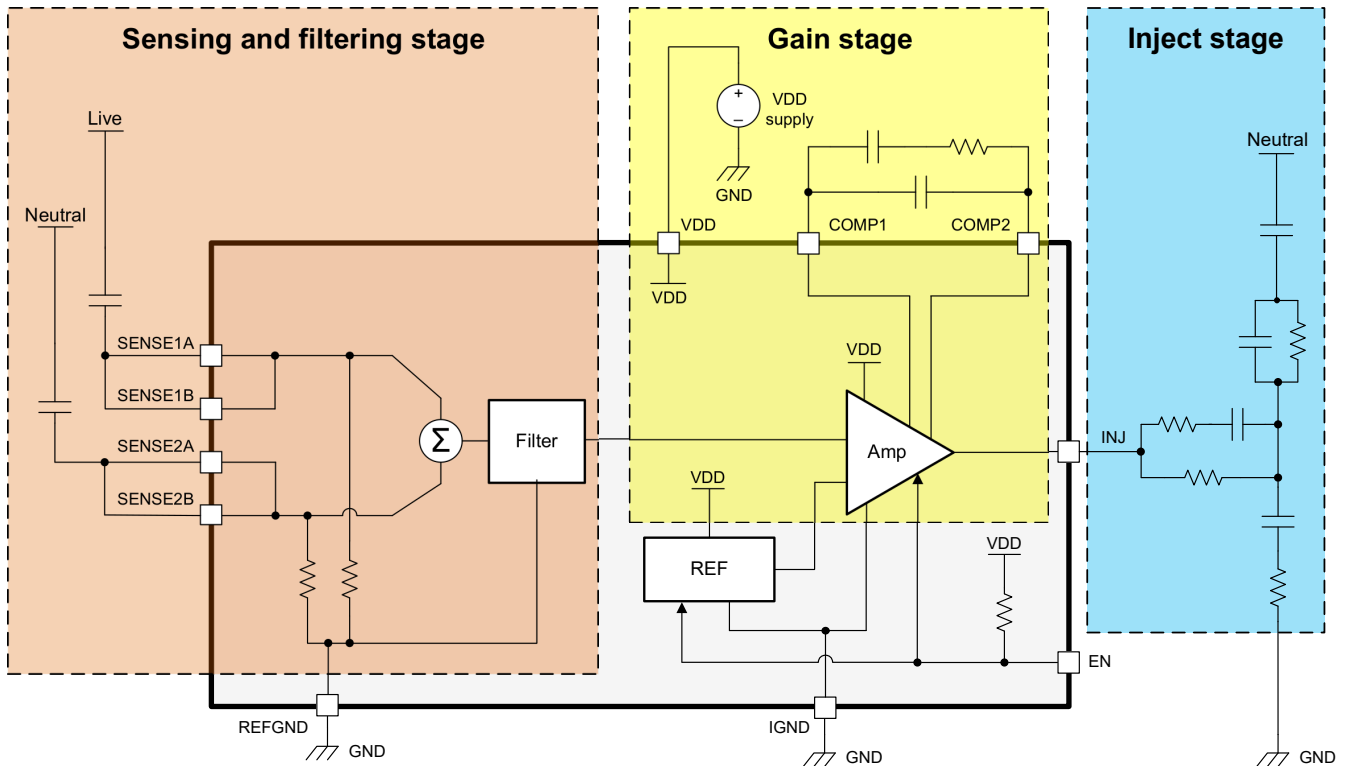 Sensing and filtering stage
Gain stage
Inject stage
VDD
supply
GND
Live
Neutral
Neutral
VDD
COMP1
COMP2
VDD
SENSE1A
SENSE1B
SENSE2A
SENSE2B
Σ
Filter
VDD
Amp
INJ
VDD
REF
VDD
EN
REFGND
GND
IGND
GND
GND